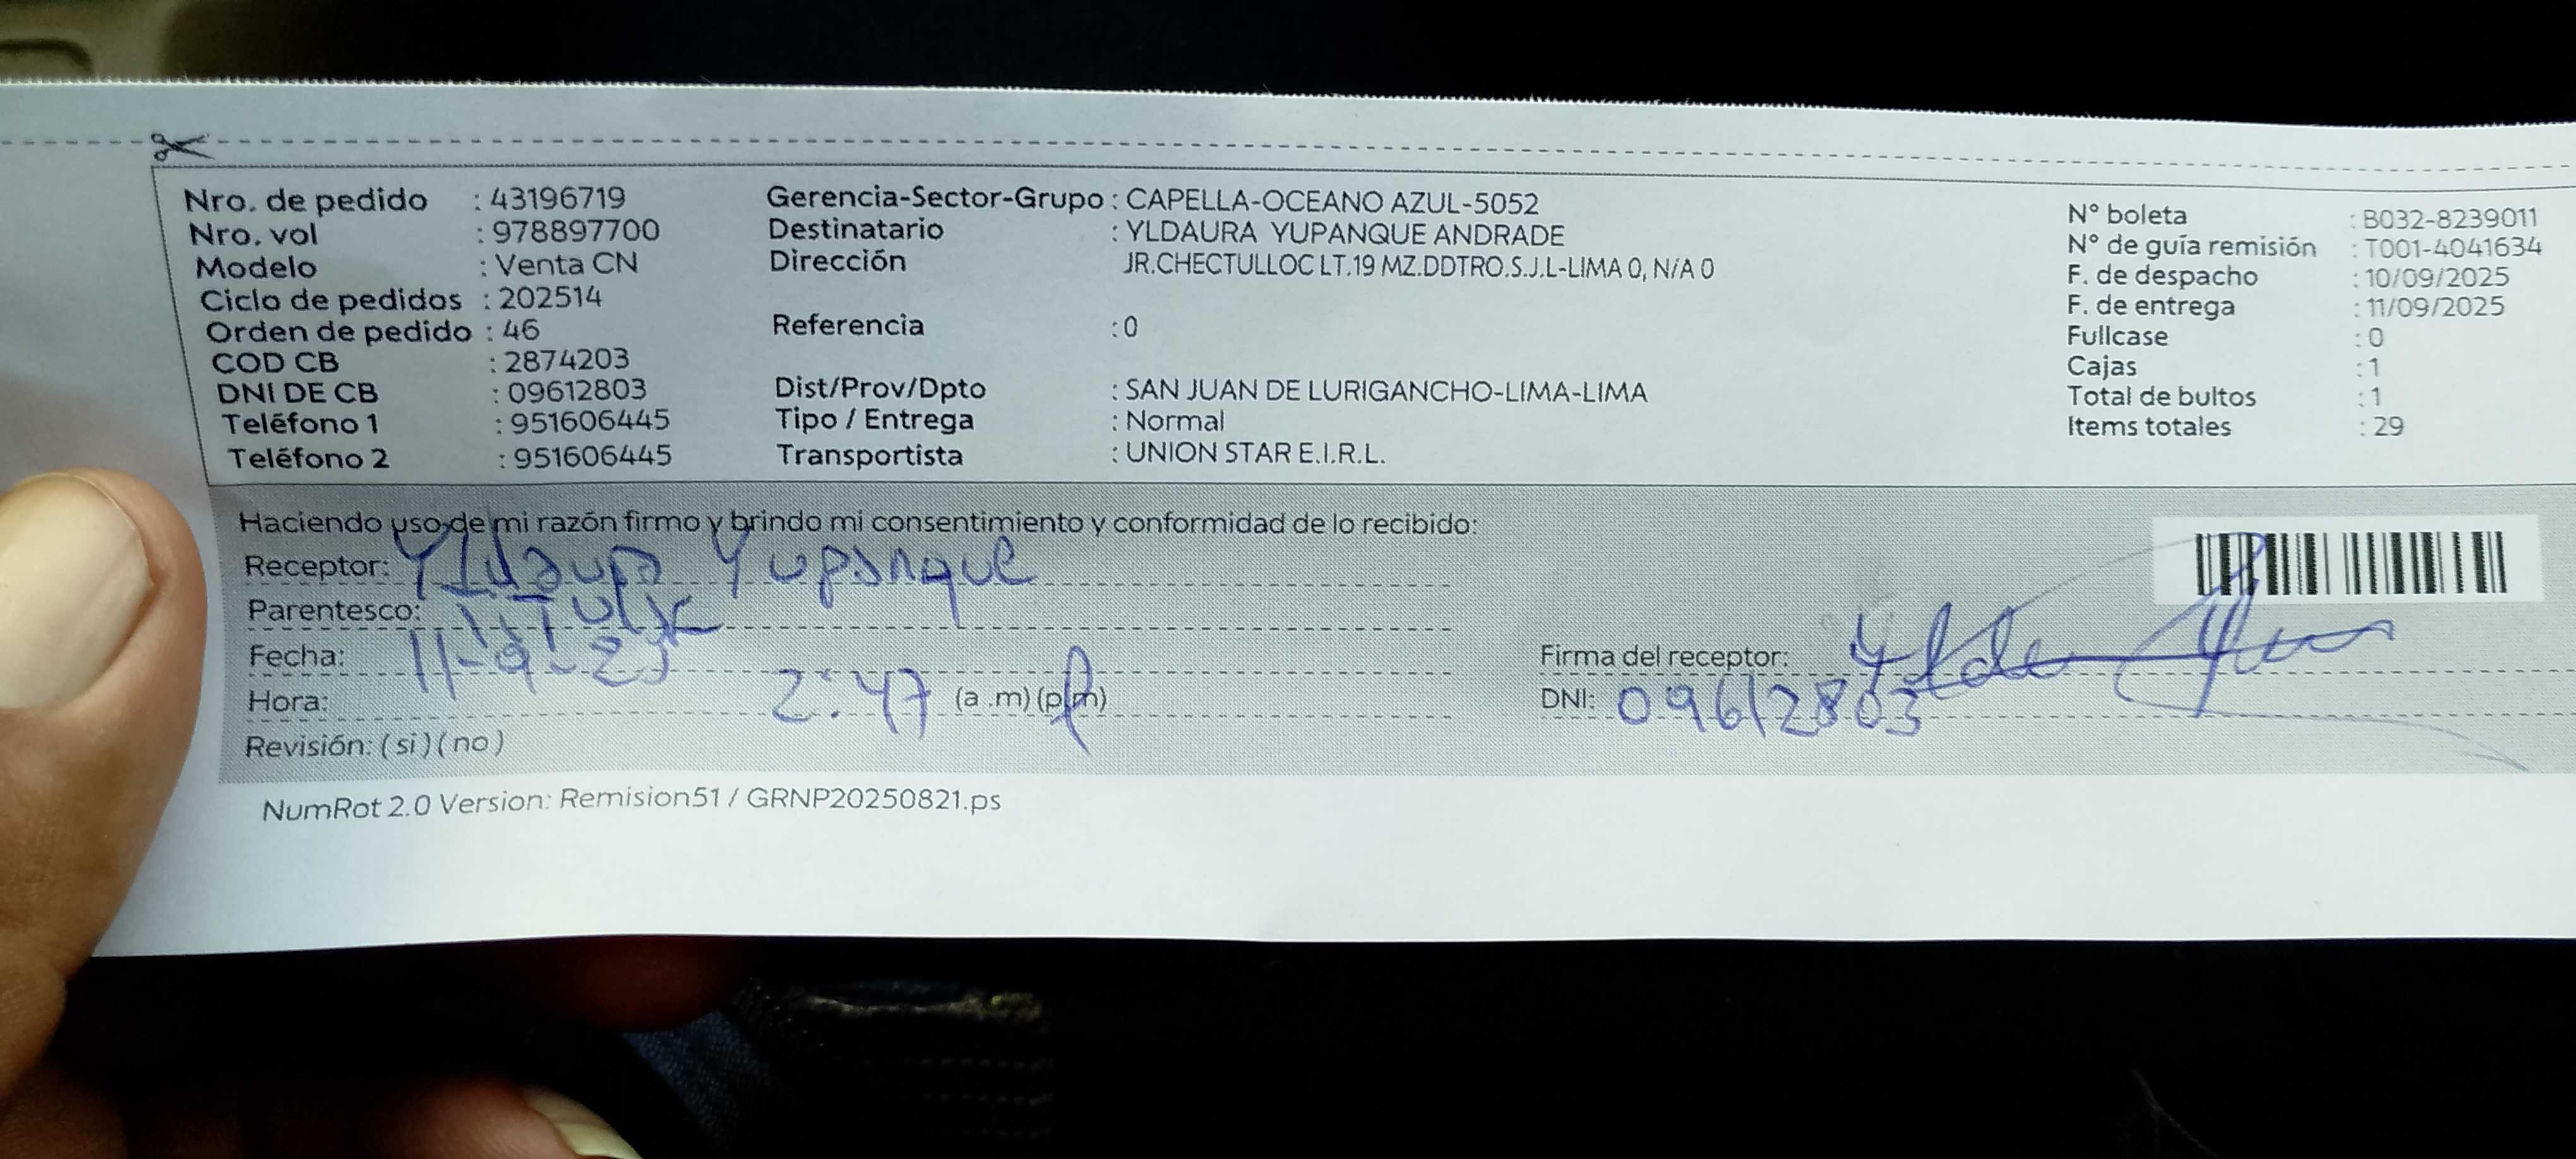 Nro. de pedido : 43196719
Nro. vol : 978897700
Modelo : Venta CN
Ciclo de pedidos : 202514
Orden de pedido : 46
COD CB : 2874203
DNI DE CB : 09612803
Teléfono 1 : 951606445
Teléfono 2 : 951606445
Gerencia-Sector-Grupo : CAPELLA-OCEANO AZUL-5052
Destinatario : YLDAURA YUPANQUE ANDRADE
Dirección JR.CHECTULLOC LT.19 MZ.DDTRO.S.J.L-LIMA 0, N/A 0
Referencia : 0
Dist/Prov/Dpto : SAN JUAN DE LURIGANCHO-LIMA-LIMA
Tipo / Entrega : Normal
Transportista : UNION STAR E.I.R.L.
N° boleta : B032-8239011
N° de guía remisión : T001-4041634
F. de despacho : 10/09/2025
F. de entrega : 11/09/2025
Fullcase : 0
Cajas : 1
Total de bultos : 1
Items totales : 29
Haciendo uso de mi razón firmo y brindo mi consentimiento y conformidad de lo recibido:
Receptor: Yldaura Yupanque
Parentesco:
Fecha: 11-9-25
Hora: 2:47 (a .m) (p.m)
Revisión: (si) (no)
Firma del receptor:
DNI: 09612803
NumRot 2.0 Version: Remision51 / GRNP20250821.ps